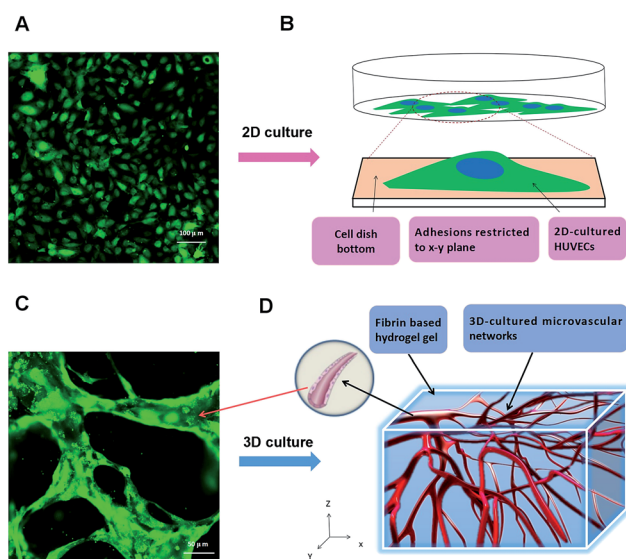 A
B
2D culture
100 μm
Cell dish
bottom
Adhesions restricted
to x-y plane
2D-cultured
HUVECs
C
D
Fibrin based
hydrogel gel
3D-cultured microvascular
networks
3D culture
50 μm
Z
Y
x